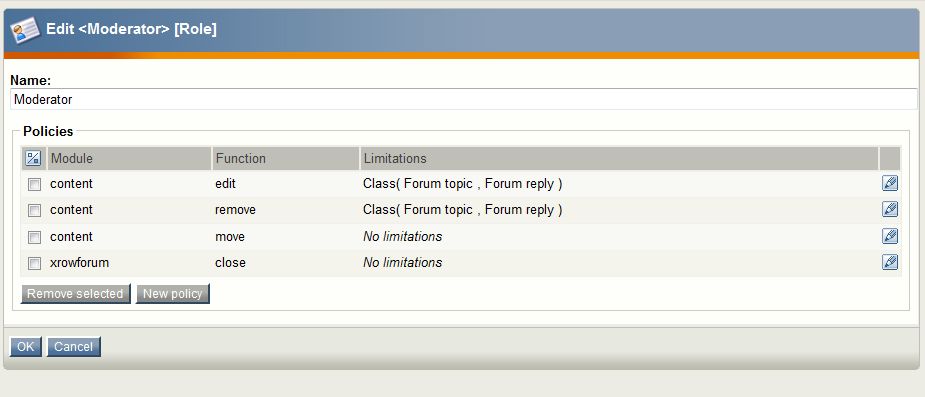 Edit <Moderator> [Role]
Name:
Moderator
Policies
Module Function Limitations
content edit Class( Forum topic , Forum reply )
content remove Class( Forum topic , Forum reply )
content move No limitations
xrowforum close No limitations
Remove selected New policy
OK Cancel